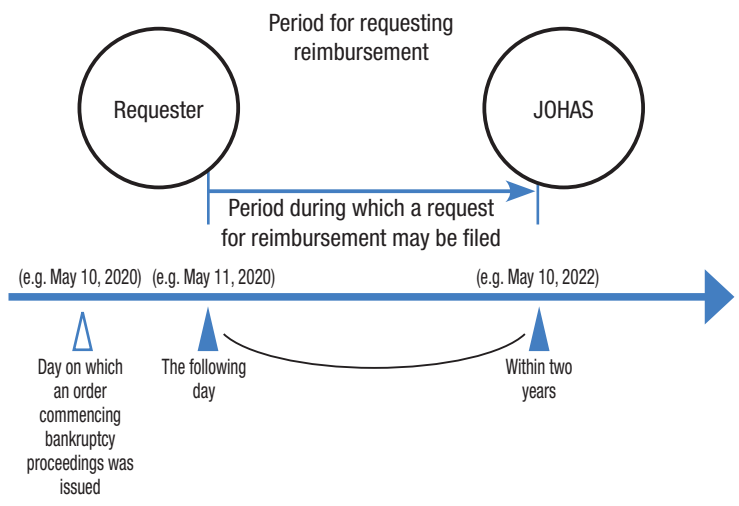 Period for requesting
reimbursement
Requester
JOHAS
Period during which a request
for reimbursement may be filed
(e.g. May 10, 2020)
(e.g. May 11, 2020)
(e.g. May 10, 2022)
Day on which
an order
commencing
bankruptcy
proceedings was
issued
The following
day
Within two
years